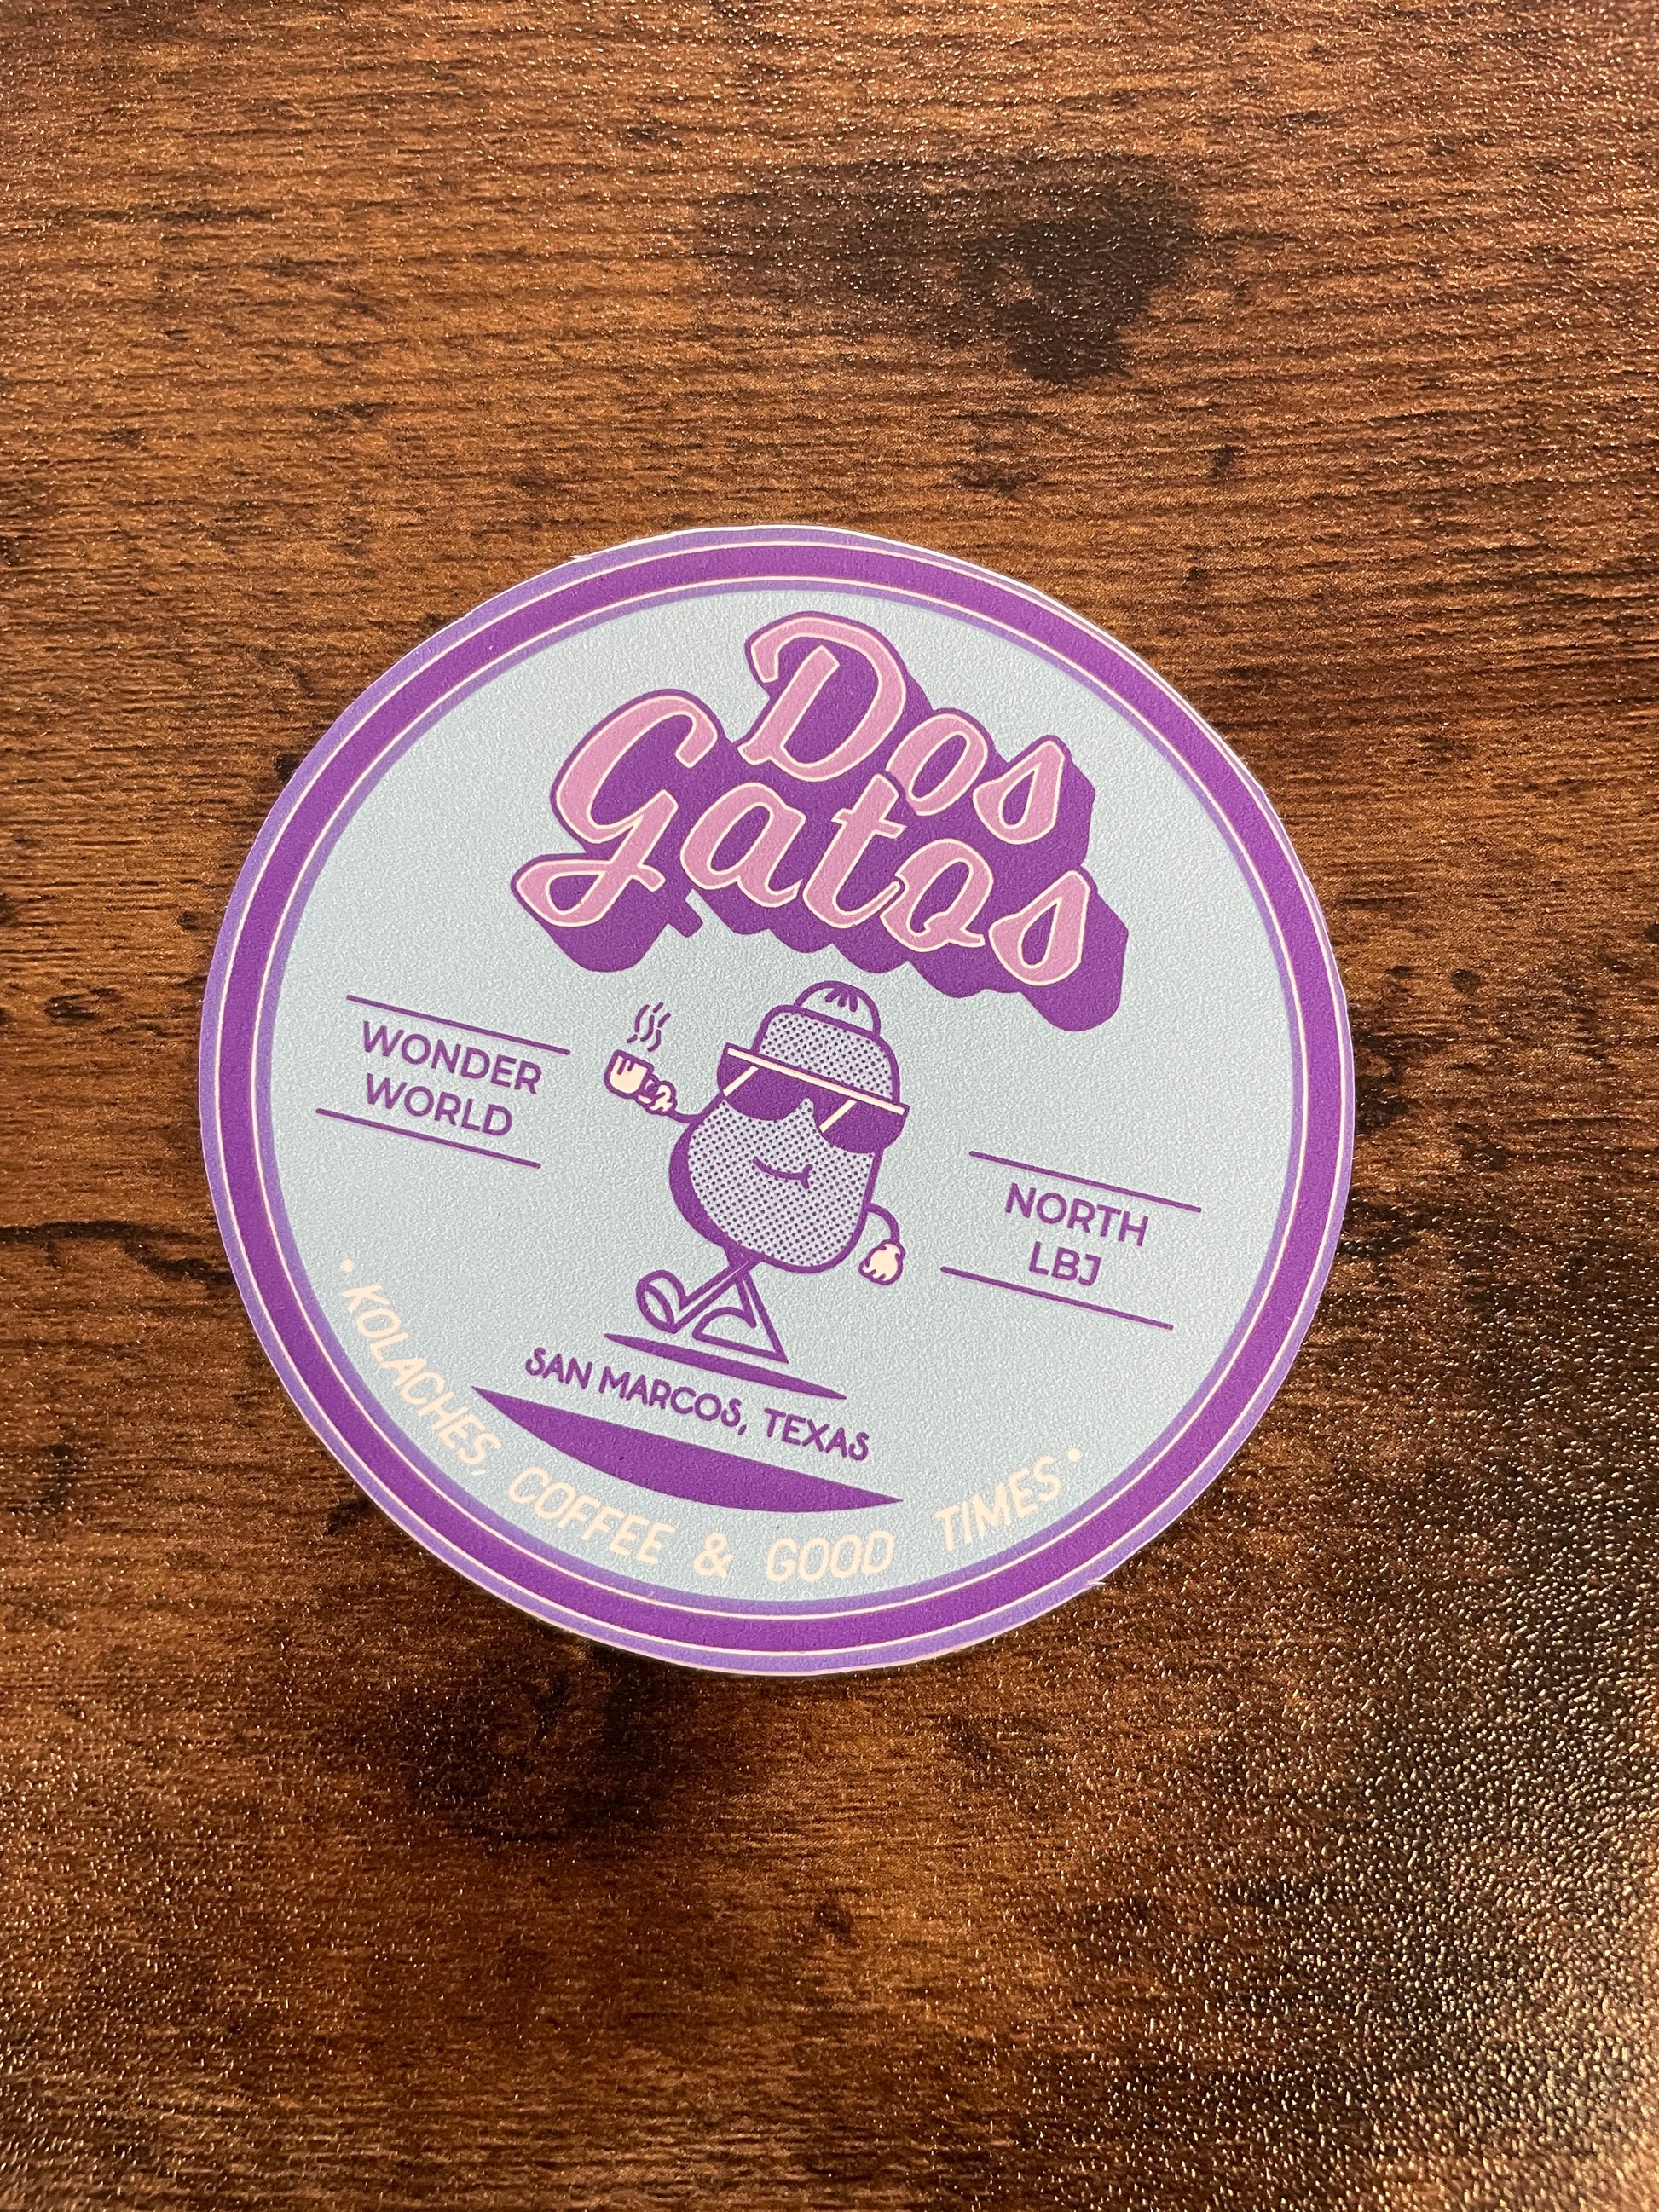 Dos
Gatos
WONDER
WORLD
NORTH
LBJ
SAN MARCOS, TEXAS
• KOLACHES, COFFEE & GOOD TIMES •